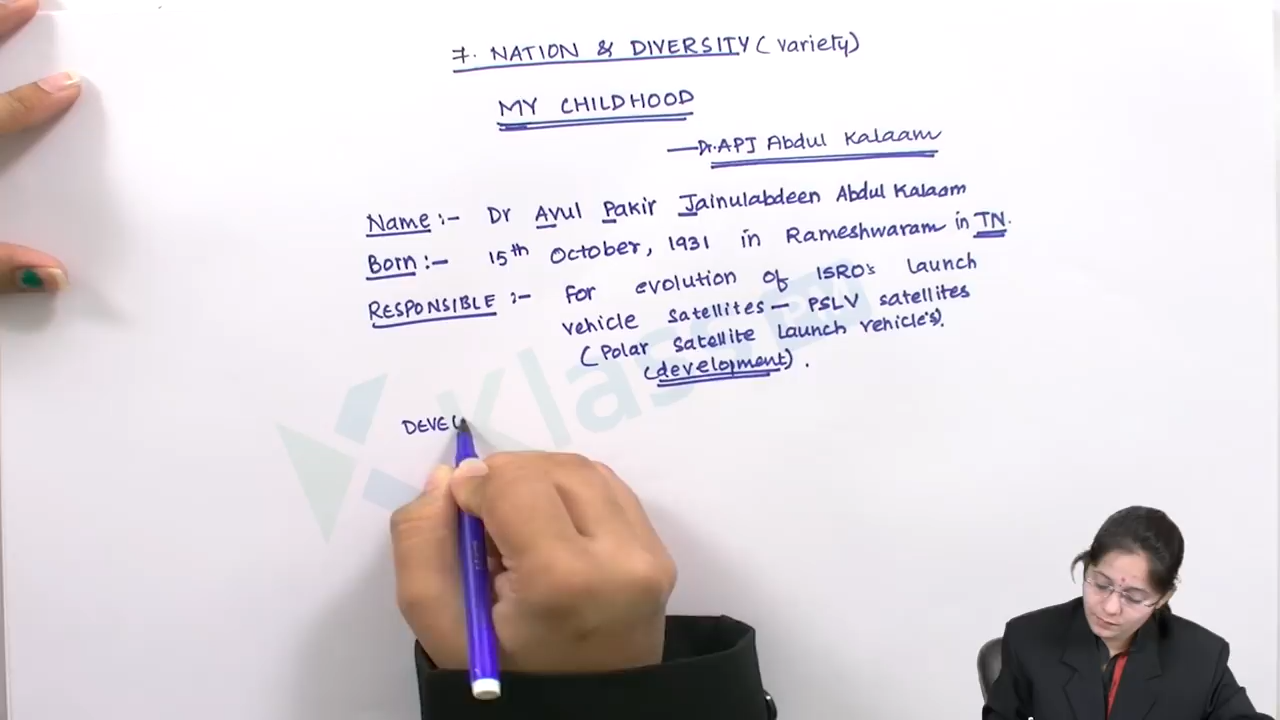 7. NATION & DIVERSITY (variety)
MY CHILDHOOD
—Dr.APJ Abdul Kalaam
Name :- Dr Avul Pakir Jainulabdeen Abdul Kalaam
Born :- 15th October, 1931 in Rameshwaram in TN.
RESPONSIBLE :- for evolution of ISRO's launch
vehicle satellites — PSLV satellites
(Polar Satellite Launch vehicle's).
(development) .
DEVEL
Klas